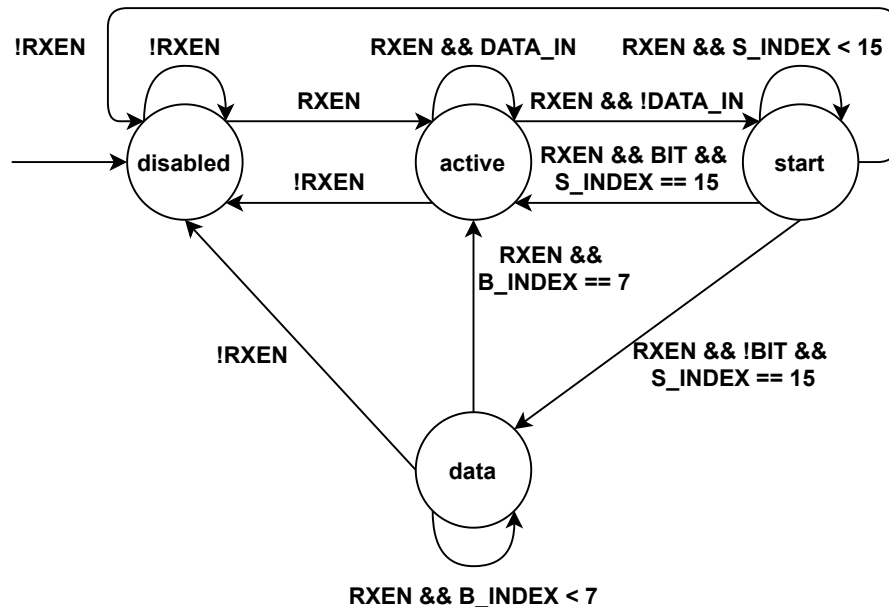 !RXEN
!RXEN
RXEN && DATA_IN
RXEN && S_INDEX < 15
RXEN
RXEN && !DATA_IN
disabled
active
RXEN && BIT &&
S_INDEX == 15
start
!RXEN
RXEN &&
B_INDEX == 7
!RXEN
RXEN && !BIT &&
S_INDEX == 15
data
RXEN && B_INDEX < 7